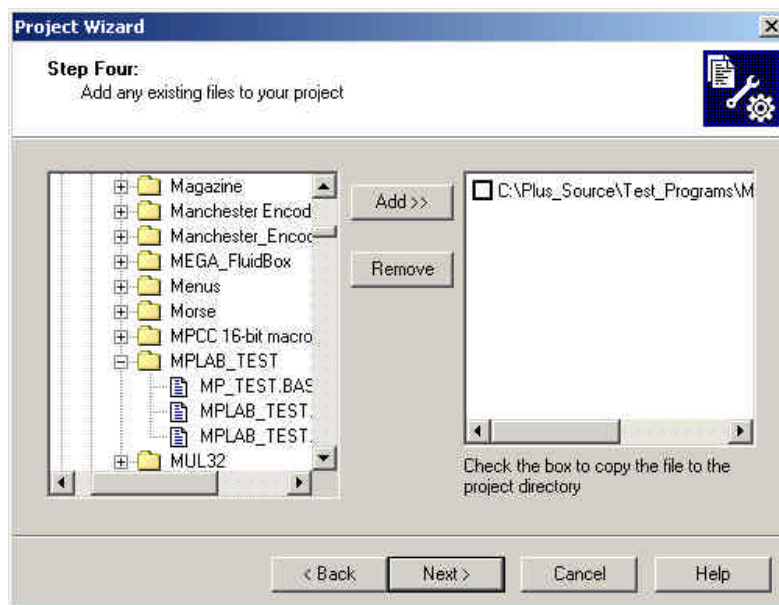 Project Wizard
Step Four:
Add any existing files to your project
Magazine
Manchester Encod
Manchester_Encoc
MEGA_FluidBox
Menus
Morse
MPCC 16-bit macro
MPLAB_TEST
MP_TEST.BAS
MPLAB_TEST.
MPLAB_TEST.
MUL32
Add >>
Remove
C:\Plus_Source\Test_Programs\M
Check the box to copy the file to the
project directory
< Back
Next >
Cancel
Help